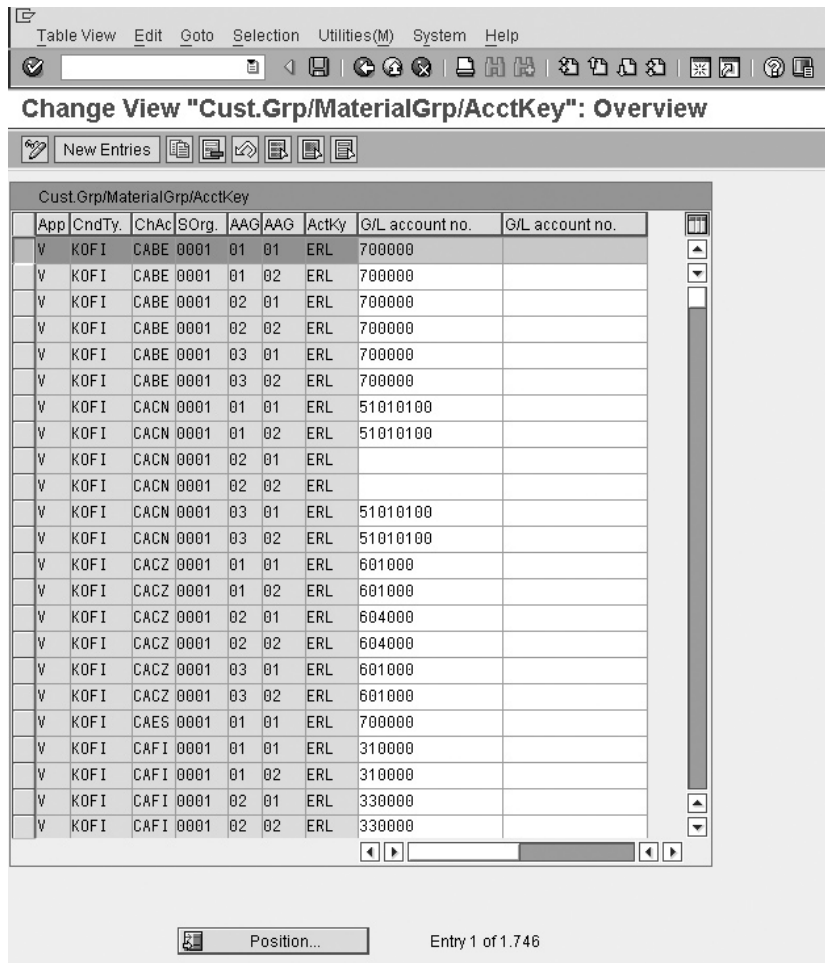 Table View Edit Goto Selection Utilities(M) System Help
Change View "Cust.Grp/MaterialGrp/AcctKey": Overview
New Entries
Cust.Grp/MaterialGrp/AcctKey
App CndTy. ChAc SOrg. AAG AAG ActKy G/L account no. G/L account no.
V KOFI CABE 0001 01 01 ERL 700000
V KOFI CABE 0001 01 02 ERL 700000
V KOFI CABE 0001 02 01 ERL 700000
V KOFI CABE 0001 02 02 ERL 700000
V KOFI CABE 0001 03 01 ERL 700000
V KOFI CABE 0001 03 02 ERL 700000
V KOFI CACN 0001 01 01 ERL 51010100
V KOFI CACN 0001 01 02 ERL 51010100
V KOFI CACN 0001 02 01 ERL
V KOFI CACN 0001 02 02 ERL
V KOFI CACN 0001 03 01 ERL 51010100
V KOFI CACN 0001 03 02 ERL 51010100
V KOFI CACZ 0001 01 01 ERL 601000
V KOFI CACZ 0001 01 02 ERL 601000
V KOFI CACZ 0001 02 01 ERL 604000
V KOFI CACZ 0001 02 02 ERL 604000
V KOFI CACZ 0001 03 01 ERL 601000
V KOFI CACZ 0001 03 02 ERL 601000
V KOFI CAES 0001 01 01 ERL 700000
V KOFI CAFI 0001 01 01 ERL 310000
V KOFI CAFI 0001 01 02 ERL 310000
V KOFI CAFI 0001 02 01 ERL 330000
V KOFI CAFI 0001 02 02 ERL 330000
Position... Entry 1 of 1.746